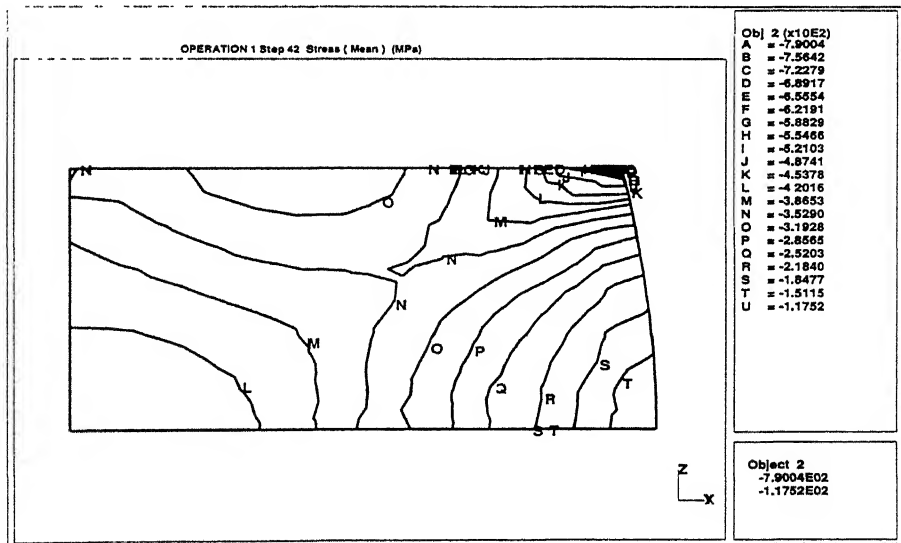 OPERATION 1 Step 42 Stress ( Mean ) (MPa)
Obj 2 (x10E2)
A = -7.9004
B = -7.5642
C = -7.2279
D = -6.8917
E = -6.5554
F = -6.2191
G = -5.8829
H = -5.5466
I = -5.2103
J = -4.8741
K = -4.5378
L = -4.2016
M = -3.8653
N = -3.5290
O = -3.1928
P = -2.8565
Q = -2.5203
R = -2.1840
S = -1.8477
T = -1.5115
U = -1.1752
N
N
O
M
K
N
N
M
O
P
S
L
Q
R
T
S T
Z
X
Object 2
-7.9004E02
-1.1752E02